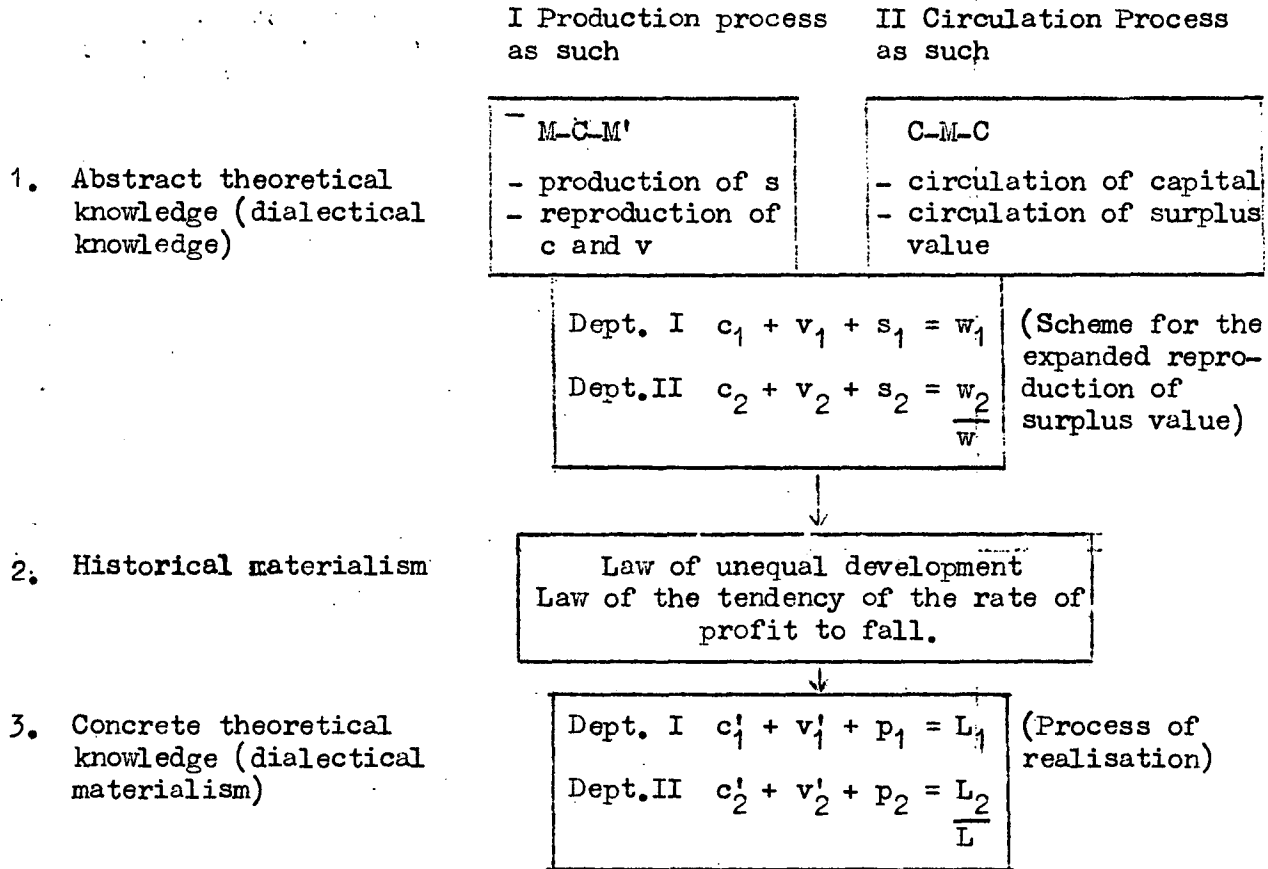 I Production process
as such
II Circulation Process
as such
1. Abstract theoretical
knowledge (dialectical
knowledge)
M-C-M'
- production of s
- reproduction of
c and v
C-M-C
- circulation of capital
- circulation of surplus
value
Dept. I c₁ + v₁ + s₁ = w₁
Dept.II c₂ + v₂ + s₂ = w₂
w
(Scheme for the
expanded repro-
duction of
surplus value)
2. Historical materialism
Law of unequal development
Law of the tendency of the rate of
profit to fall.
3. Concrete theoretical
knowledge (dialectical
materialism)
Dept. I c'₁ + v'₁ + p₁ = L₁
Dept.II c'₂ + v'₂ + p₂ = L₂
L
(Process of
realisation)